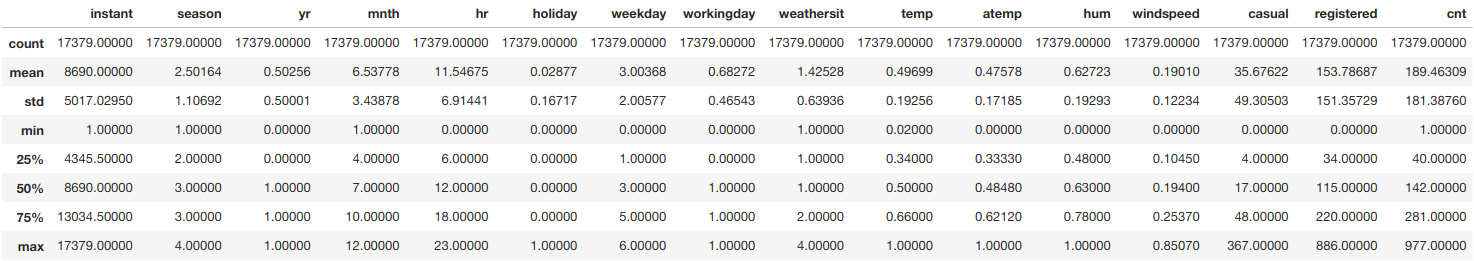 instant season yr mnth hr holiday weekday workingday weathersit temp atemp hum windspeed casual registered cnt
count 17379.00000 17379.00000 17379.00000 17379.00000 17379.00000 17379.00000 17379.00000 17379.00000 17379.00000 17379.00000 17379.00000 17379.00000 17379.00000 17379.00000 17379.00000 17379.00000
mean 8690.00000 2.50164 0.50256 6.53778 11.54675 0.02877 3.00368 0.68272 1.42528 0.49699 0.47578 0.62723 0.19010 35.67622 153.78687 189.46309
std 5017.02950 1.10692 0.50001 3.43878 6.91441 0.16717 2.00577 0.46543 0.63936 0.19256 0.17185 0.19293 0.12234 49.30503 151.35729 181.38760
min 1.00000 1.00000 0.00000 1.00000 0.00000 0.00000 0.00000 0.00000 1.00000 0.02000 0.00000 0.00000 0.00000 0.00000 0.00000 1.00000
25% 4345.50000 2.00000 0.00000 4.00000 6.00000 0.00000 1.00000 0.00000 1.00000 0.34000 0.33330 0.48000 0.10450 4.00000 34.00000 40.00000
50% 8690.00000 3.00000 1.00000 7.00000 12.00000 0.00000 3.00000 1.00000 1.00000 0.50000 0.48480 0.63000 0.19400 17.00000 115.00000 142.00000
75% 13034.50000 3.00000 1.00000 10.00000 18.00000 0.00000 5.00000 1.00000 2.00000 0.66000 0.62120 0.78000 0.25370 48.00000 220.00000 281.00000
max 17379.00000 4.00000 1.00000 12.00000 23.00000 1.00000 6.00000 1.00000 4.00000 1.00000 1.00000 1.00000 0.85070 367.00000 886.00000 977.00000